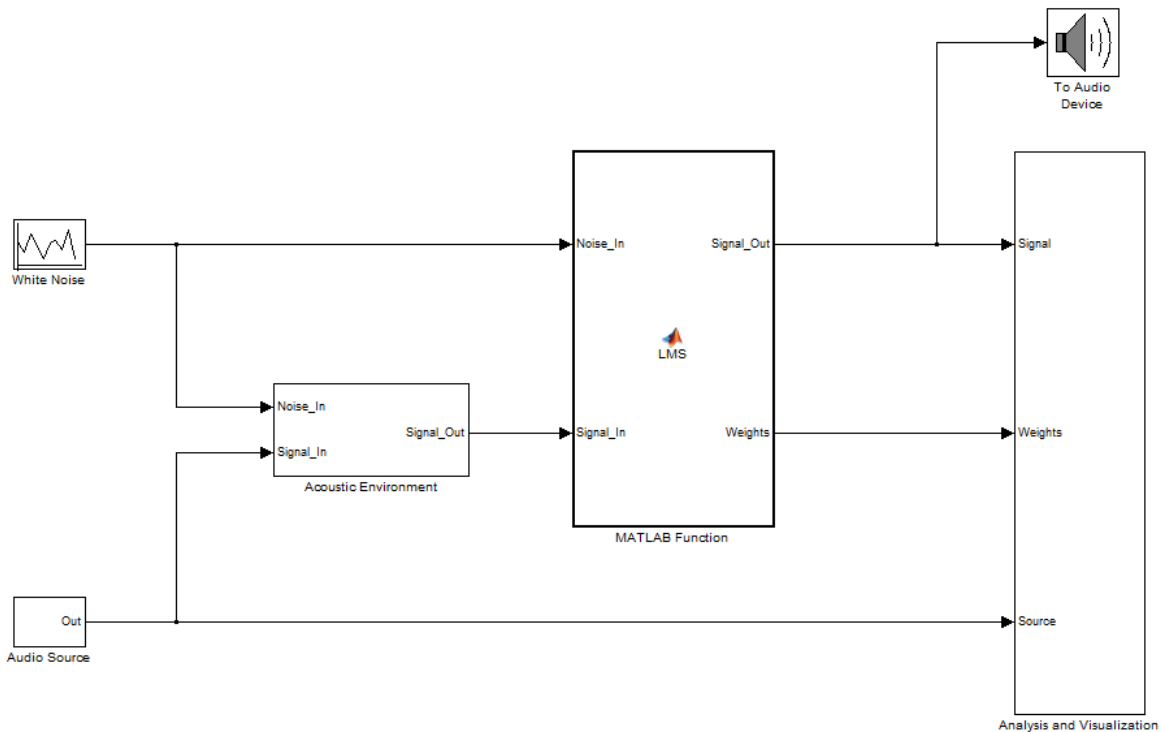 To Audio
Device
Noise_In
Signal_Out
Signal
White Noise
LMS
Noise_In
Signal_Out
Signal_In
Weights
Weights
Signal_In
Acoustic Environment
MATLAB Function
Out
Source
Audio Source
Analysis and Visualization